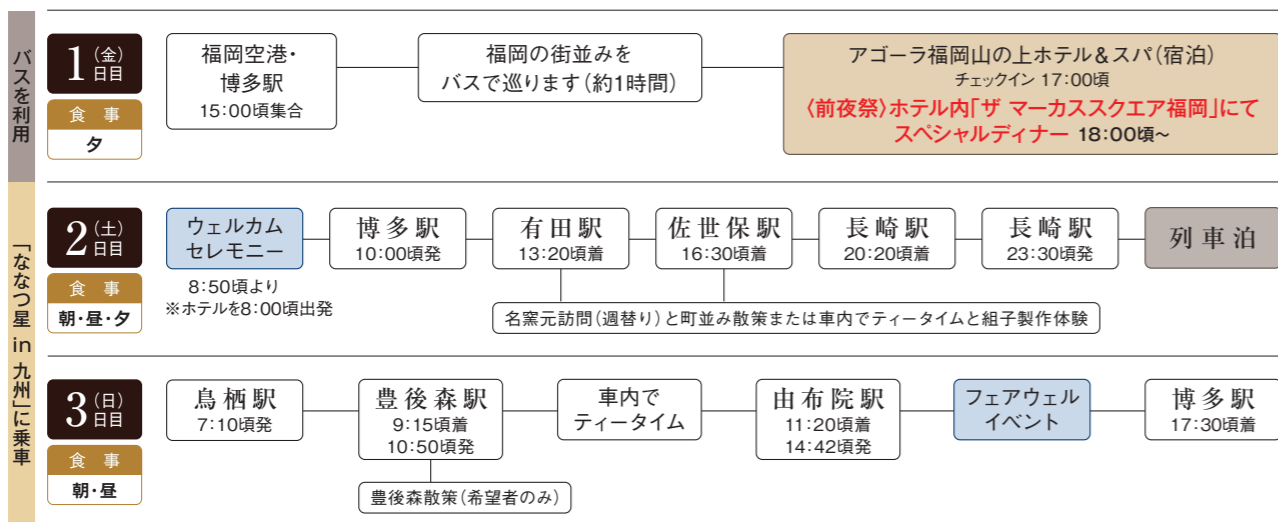 バスを利用
1日目
(金)
食 事
夕
福岡空港・
博多駅
15:00頃集合
福岡の街並みを
バスで巡ります(約1時間)
アゴーラ福岡山の上ホテル&スパ(宿泊)
チェックイン 17:00頃
〈前夜祭〉ホテル内「ザ マーカススクエア福岡」にて
スペシャルディナー 18:00頃~
「ななつ星 in 九州」に乗車
2日目
(土)
食 事
朝・昼・夕
ウェルカム
セレモニー
8:50頃より
※ホテルを8:00頃出発
博多駅
10:00頃発
有田駅
13:20頃着
佐世保駅
16:30頃着
長崎駅
20:20頃着
長崎駅
23:30頃発
列車泊
名窯元訪問(週替り)と町並み散策または車内でティータイムと組子製作体験
3日目
(日)
食 事
朝・昼
鳥栖駅
7:10頃発
豊後森駅
9:15頃着
10:50頃発
豊後森散策(希望者のみ)
車内で
ティータイム
由布院駅
11:20頃着
14:42頃発
フェアウェル
イベント
博多駅
17:30頃着